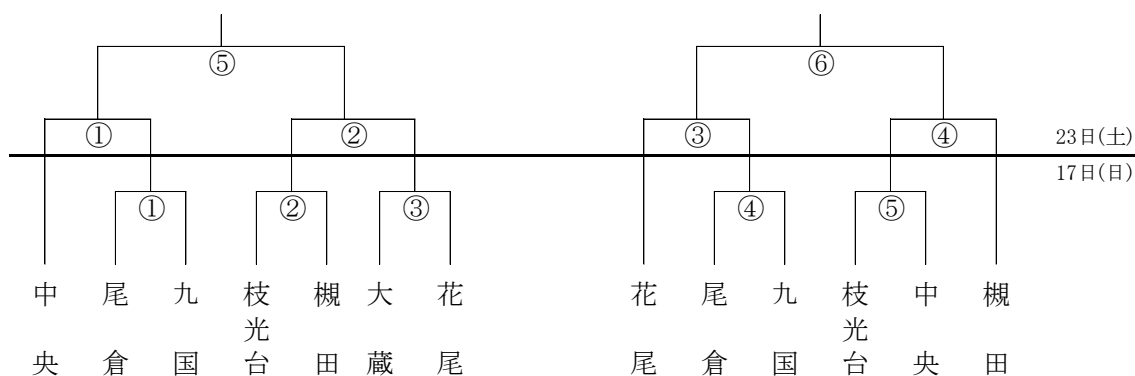 ⑤ ⑥
① ② ③ ④
23日(土)
17日(日)
① ② ③ ④ ⑤
中央 尾倉 九国 枝光台 槻田 大蔵 花尾 花尾 尾倉 九国 枝光台 中央 槻田